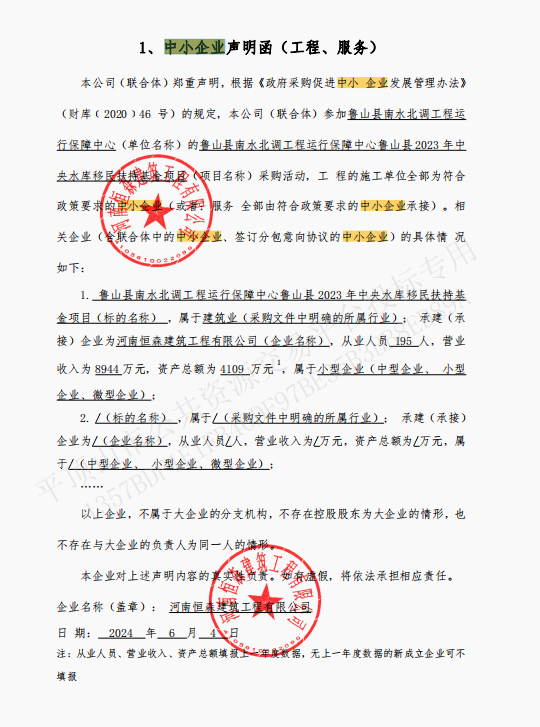 1、中小企业声明函（工程、服务）
本公司（联合体）郑重声明，根据《政府采购促进中小 企业发展管理办法》
（财库﹝2020﹞46 号）的规定，本公司（联合体）参加鲁山县南水北调工程运
行保障中心（单位名称）的鲁山县南水北调工程运行保障中心鲁山县 2023 年中
央水库移民扶持基金项目（项目名称）采购活动，工 程的施工单位全部为符合
政策要求的中小企业（或者：服务 全部由符合政策要求的中小企业承接）。相
关企业（含联合体中的中小企业、签订分包意向协议的中小企业）的具体情 况
如下：
1. 鲁山县南水北调工程运行保障中心鲁山县 2023 年中央水库移民扶持基
金项目（标的名称） ，属于建筑业（采购文件中明确的所属行业）； 承建（承
接）企业为河南恒森建筑工程有限公司（企业名称），从业人员 195 人，营业
收入为 8944 万元，资产总额为 4109 万元 1，属于小型企业（中型企业、 小型
企业、微型企业）；
2. /（标的名称） ，属于/（采购文件中明确的所属行业）； 承建（承接）
企业为/（企业名称），从业人员/人，营业收入为/万元，资产总额为/万元，属
于/（中型企业、 小型企业、微型企业）；
……
以上企业，不属于大企业的分支机构，不存在控股股东为大企业的情形，也
不存在与大企业的负责人为同一人的情形。
本企业对上述声明内容的真实性负责。如有虚假，将依法承担相应责任。
企业名称（盖章）： 河南恒森建筑工程有限公司
日 期： 2024 年 6 月 4 日
注：从业人员、营业收入、资产总额填报上一年度数据，无上一年度数据的新成立企业可不
填报
河南恒森建筑工程有限公司
河南恒森建筑工程有限公司